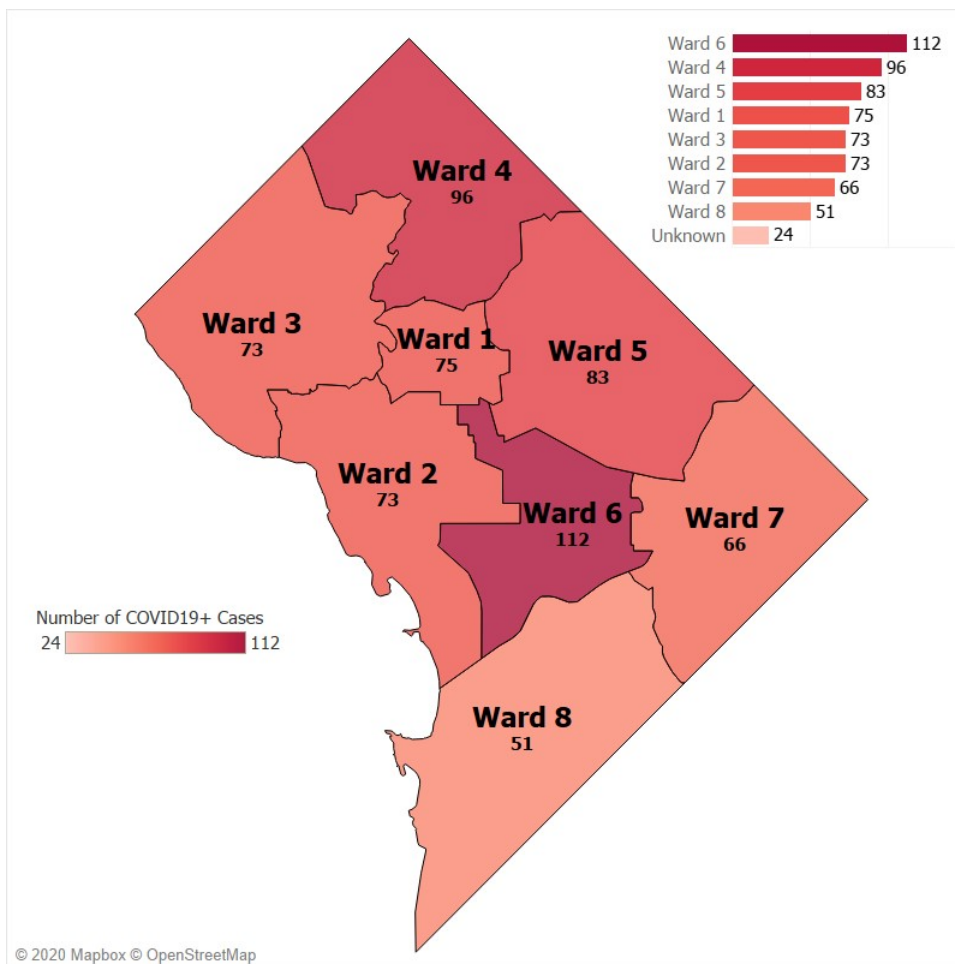 Ward 6 112
Ward 4 96
Ward 5 83
Ward 1 75
Ward 3 73
Ward 2 73
Ward 7 66
Ward 8 51
Unknown 24
Ward 4
96
Ward 3
73
Ward 1
75
Ward 5
83
Ward 2
73
Ward 6
112
Ward 7
66
Number of COVID19+ Cases
24 112
Ward 8
51
© 2020 Mapbox © OpenStreetMap